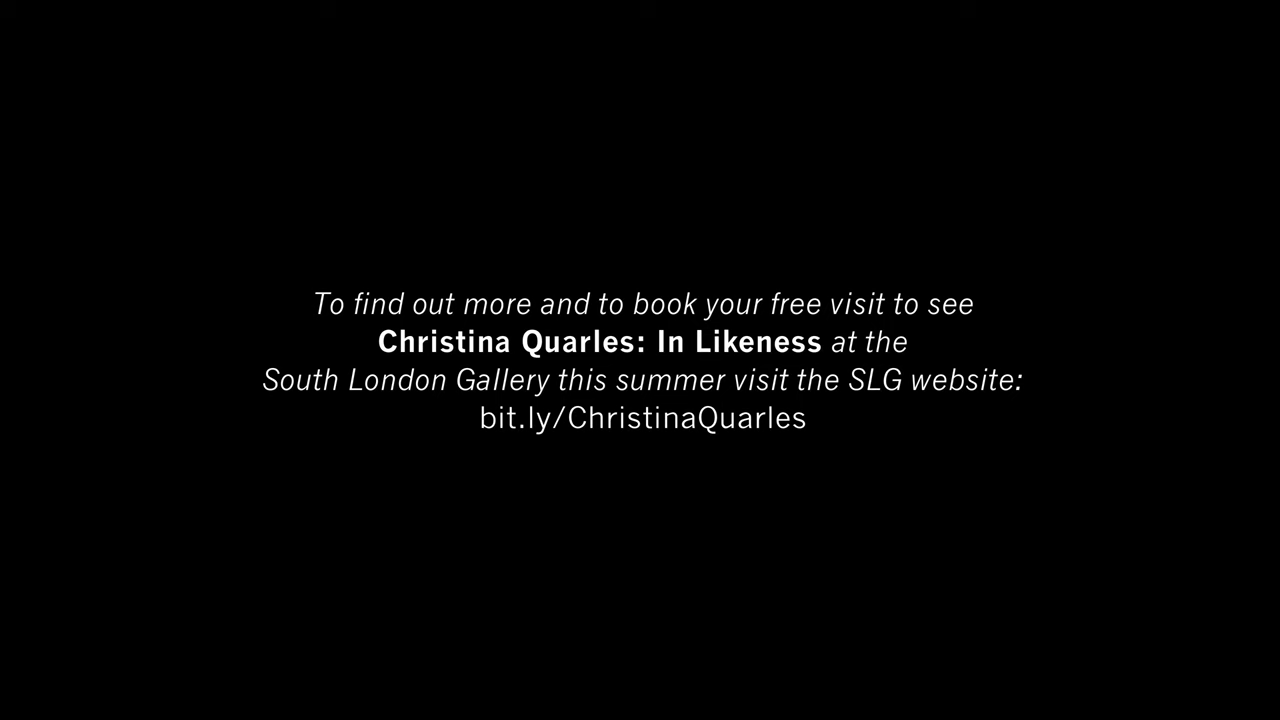 To find out more and to book your free visit to see
Christina Quarles: In Likeness at the
South London Gallery this summer visit the SLG website:
bit.ly/ChristinaQuarles